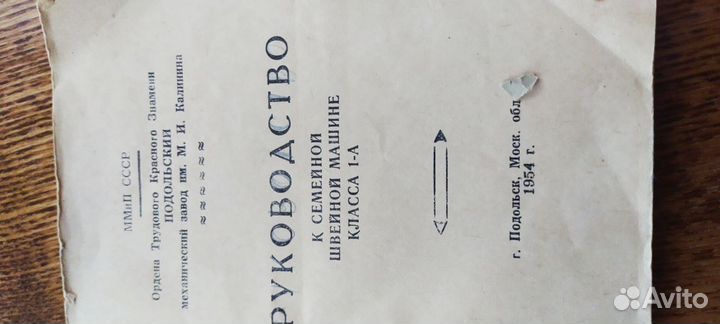 ММиП СССР
Ордена Трудового Красного Знамени
ПОДОЛЬСКИЙ
механический завод им. М. И. Калинина
РУКОВОДСТВО
К СЕМЕЙНОЙ
ШВЕЙНОЙ МАШИНЕ
КЛАССА 1-А
г. Подольск, Моск. обл
1954 г.
Avito